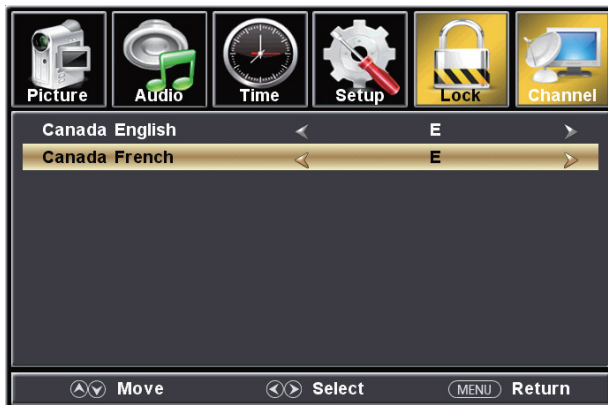 Picture Audio Time Setup Lock Channel
Canada English E
Canada French E
Move Select MENU Return